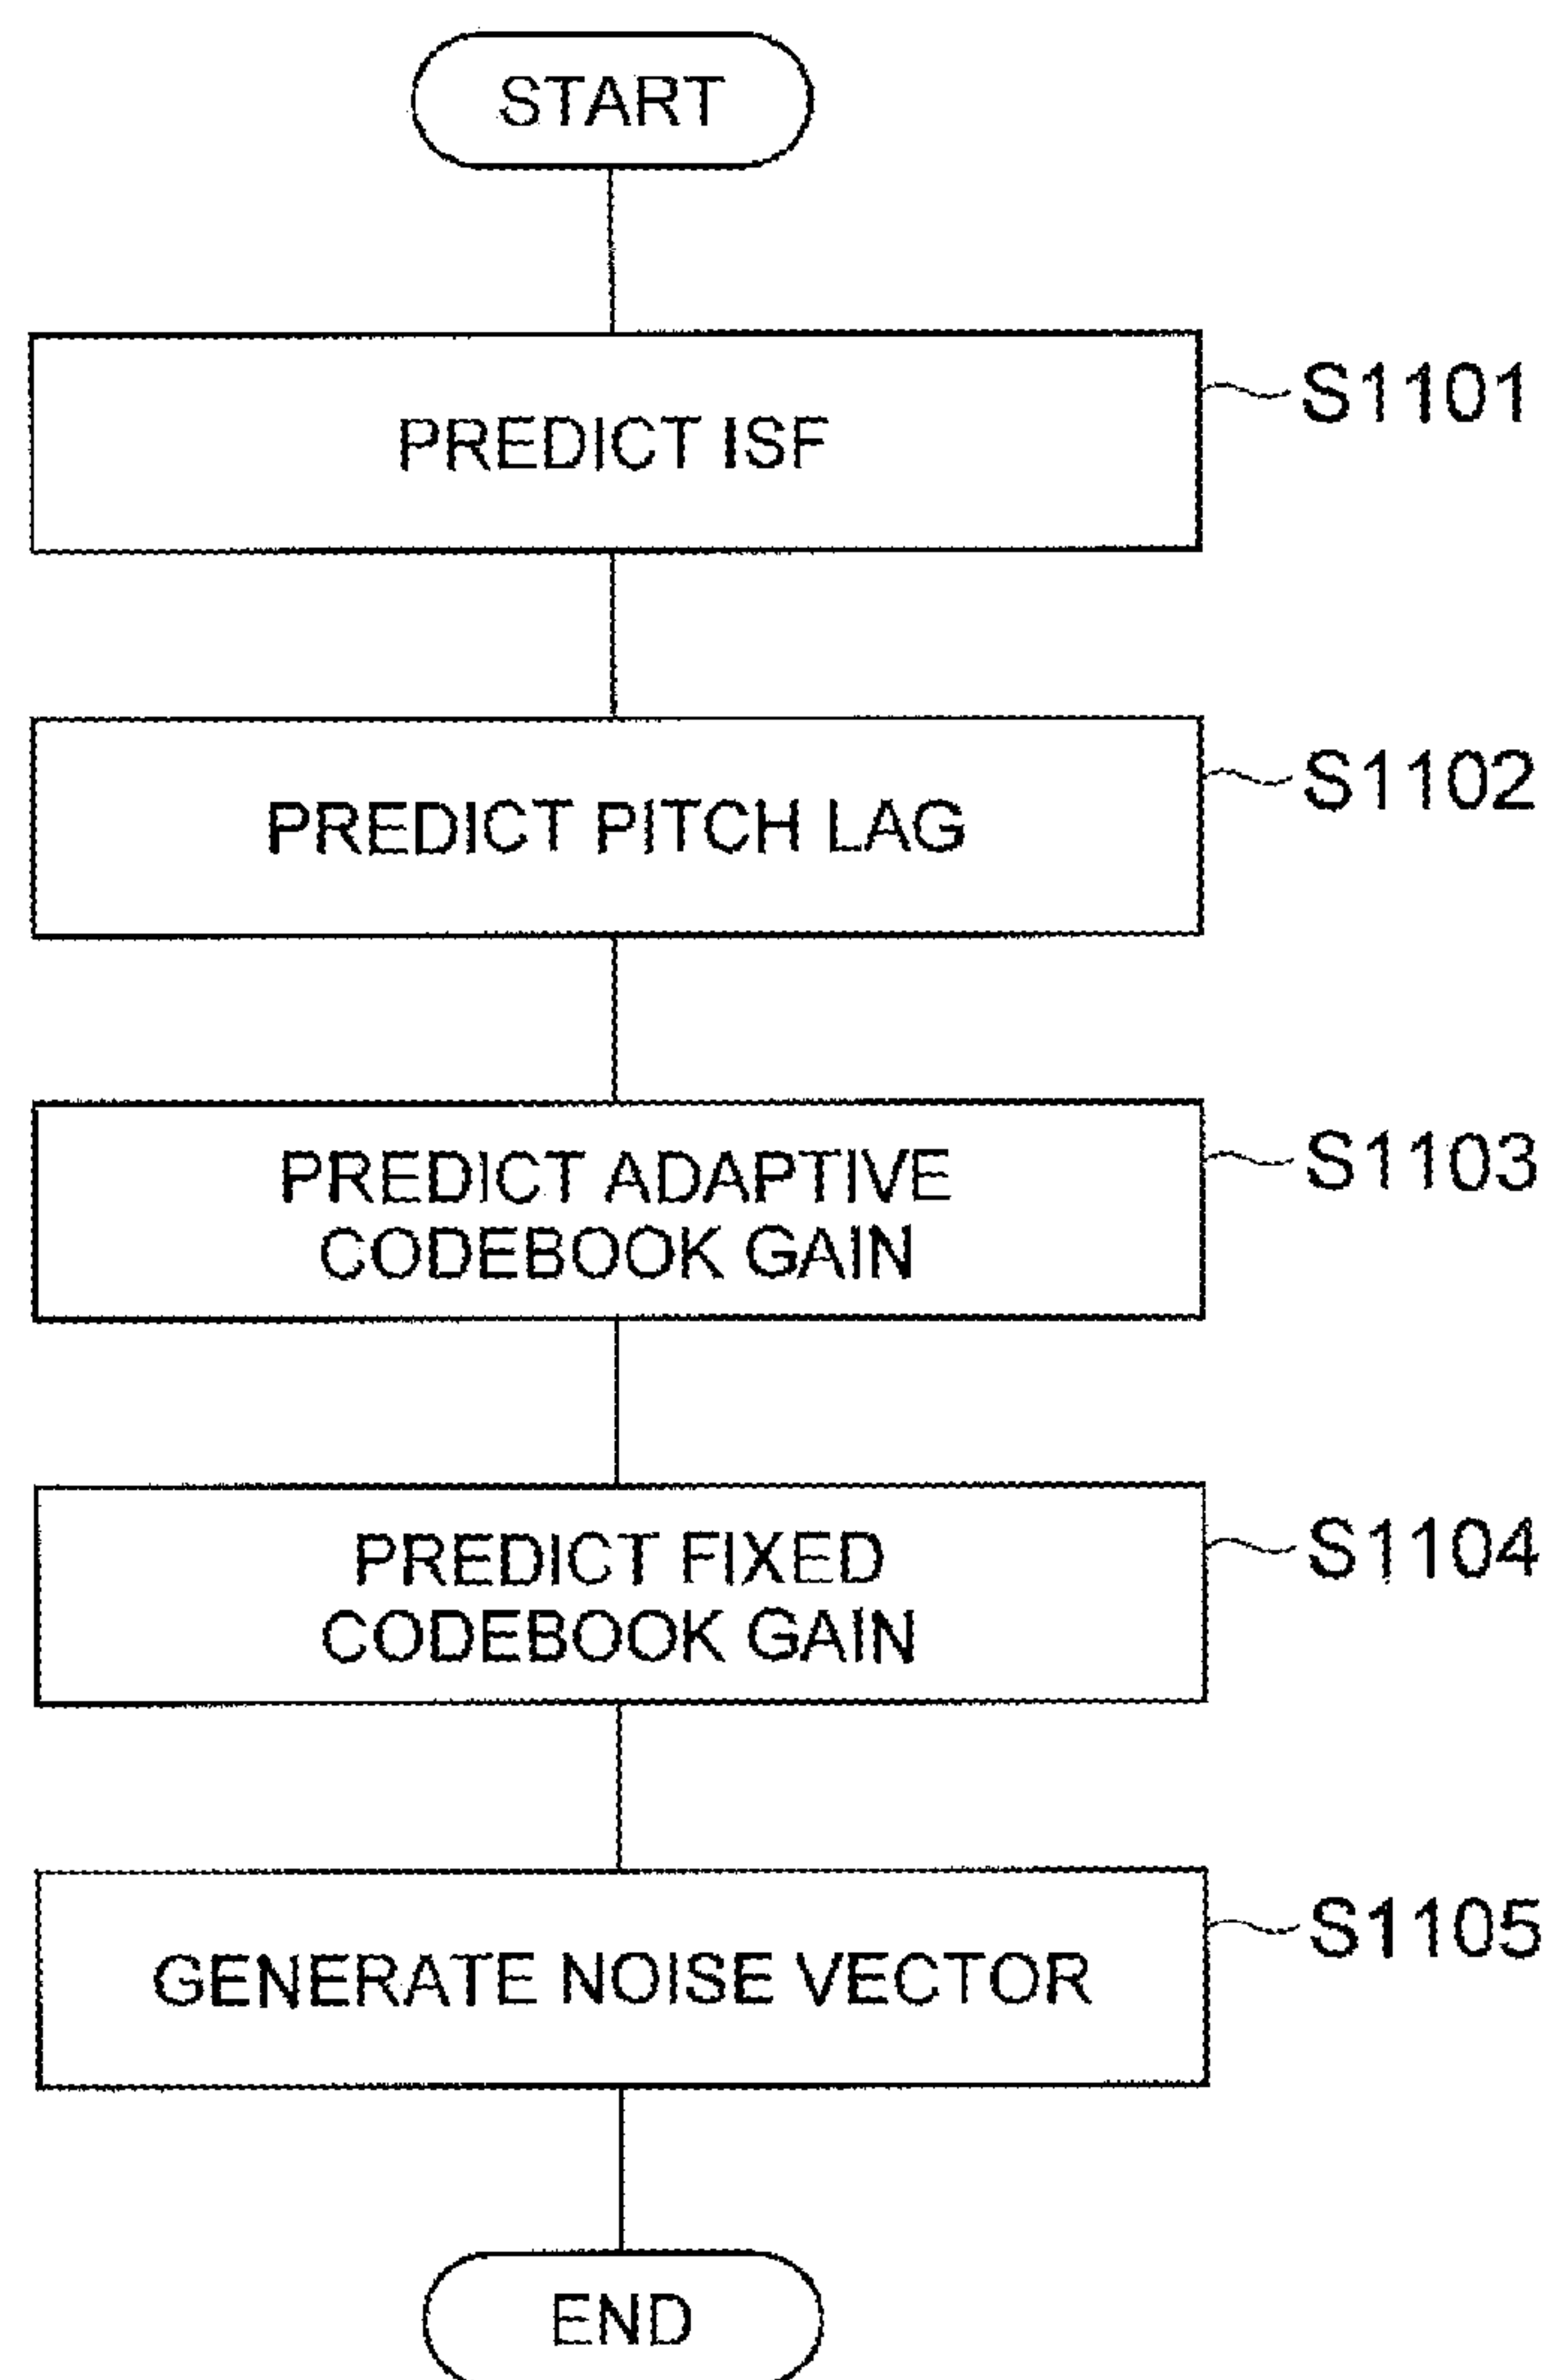 START
PREDICT ISF
S1101
PREDICT PITCH LAG
S1102
PREDICT ADAPTIVE
CODEBOOK GAIN
S1103
PREDICT FIXED
CODEBOOK GAIN
S1104
GENERATE NOISE VECTOR
S1105
END